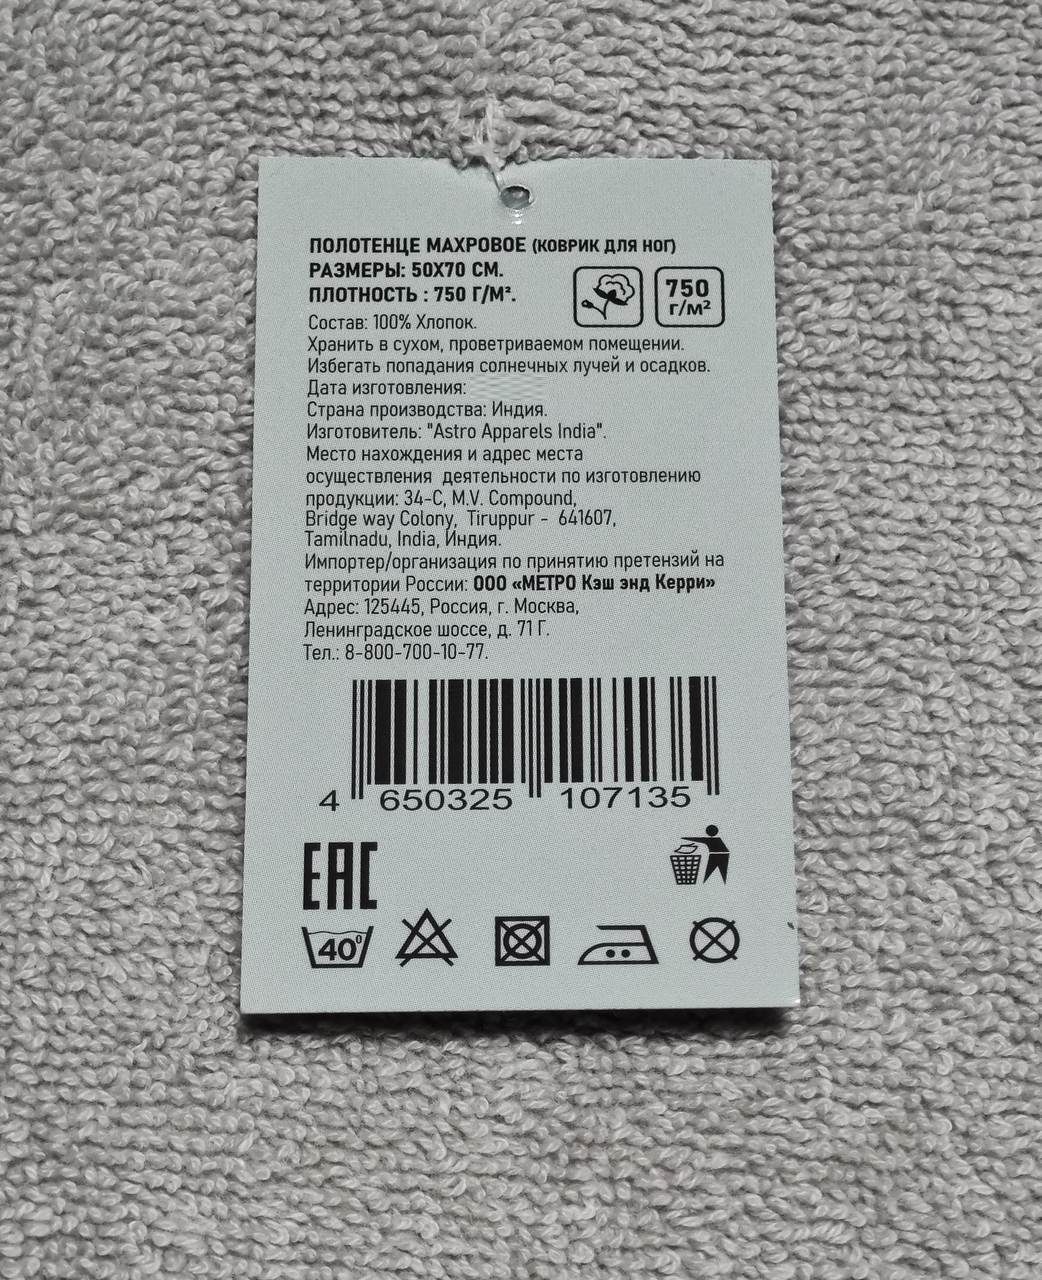 ПОЛОТЕНЦЕ МАХРОВОЕ (КОВРИК ДЛЯ НОГ)
РАЗМЕРЫ: 50Х70 СМ.
ПЛОТНОСТЬ : 750 Г/М².
750
г/м²
Состав: 100% Хлопок.
Хранить в сухом, проветриваемом помещении.
Избегать попадания солнечных лучей и осадков.
Дата изготовления:
Страна производства: Индия.
Изготовитель: "Astro Apparels India".
Место нахождения и адрес места
осуществления деятельности по изготовлению
продукции: 34-C, M.V. Compound,
Bridge way Colony, Tiruppur - 641607,
Tamilnadu, India, Индия.
Импортер/организация по принятию претензий на
территории России: ООО «МЕТРО Кэш энд Керри»
Адрес: 125445, Россия, г. Москва,
Ленинградское шоссе, д. 71 Г.
Тел.: 8-800-700-10-77.
4 650325 107135
EAC
40⁰